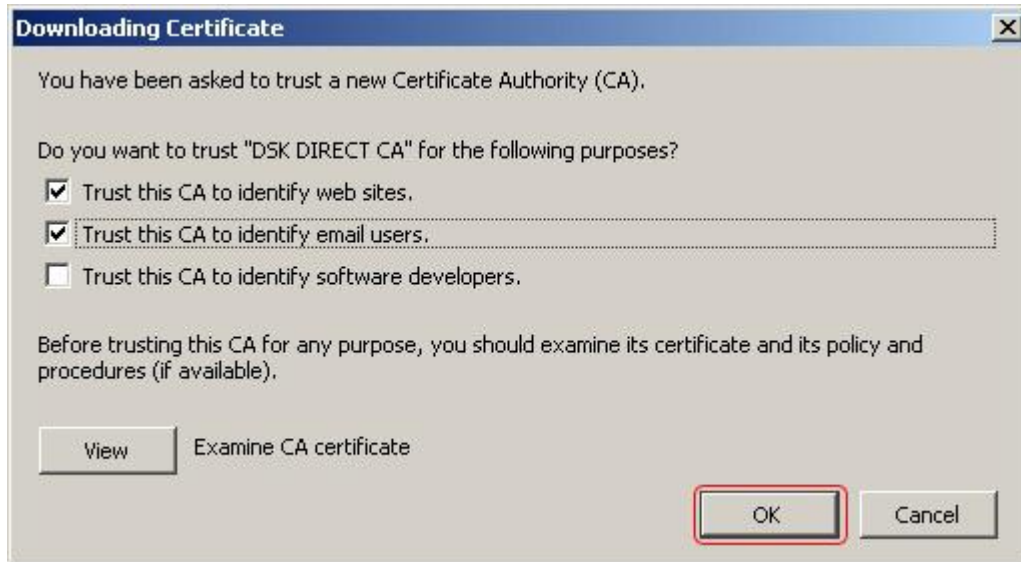 Downloading Certificate
You have been asked to trust a new Certificate Authority (CA).
Do you want to trust "DSK DIRECT CA" for the following purposes?
Trust this CA to identify web sites.
Trust this CA to identify email users.
Trust this CA to identify software developers.
Before trusting this CA for any purpose, you should examine its certificate and its policy and
procedures (if available).
View Examine CA certificate
OK Cancel